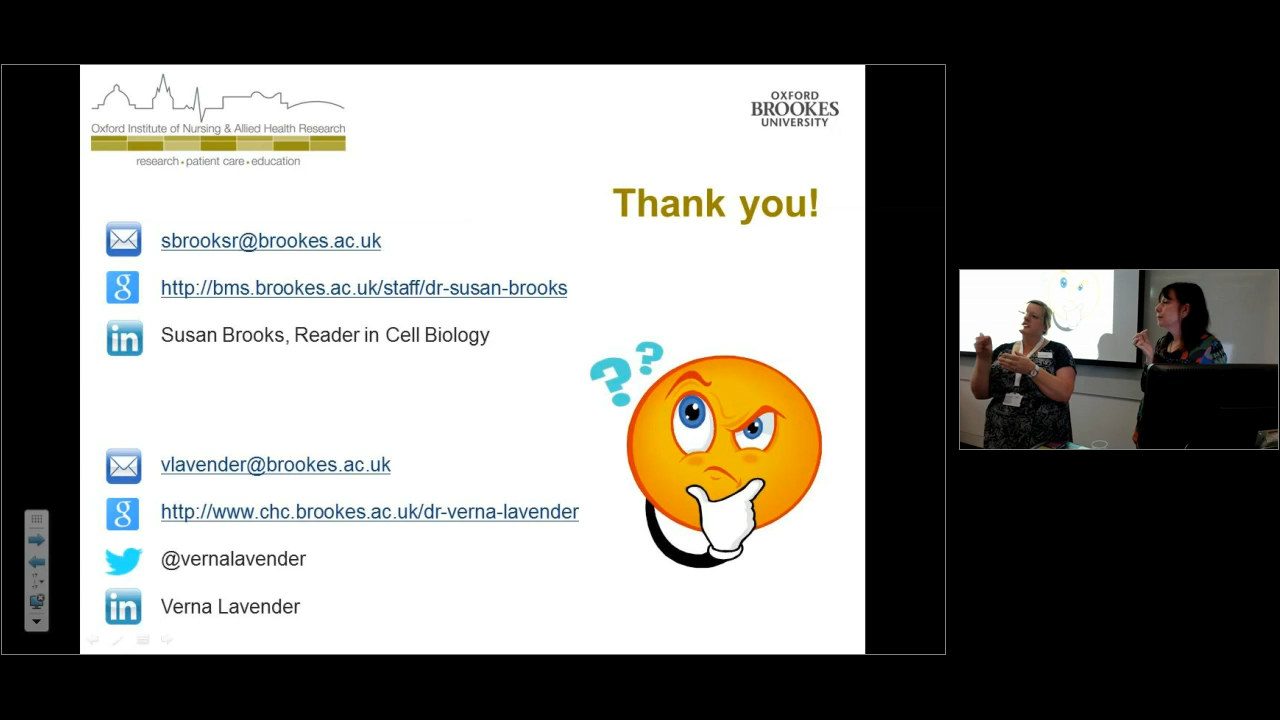 Oxford Institute of Nursing & Allied Health Research
research • patient care • education
OXFORD
BROOKES
UNIVERSITY
Thank you!
sbrooksr@brookes.ac.uk
http://bms.brookes.ac.uk/staff/dr-susan-brooks
Susan Brooks, Reader in Cell Biology
??
vlavender@brookes.ac.uk
http://www.chc.brookes.ac.uk/dr-verna-lavender
@vernalavender
Verna Lavender